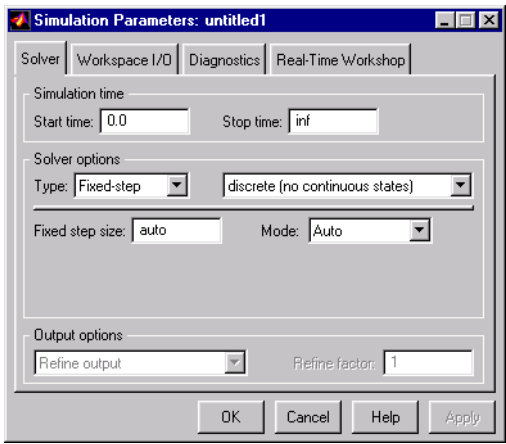 Simulation Parameters: untitled1
Solver Workspace I/O Diagnostics Real-Time Workshop
Simulation time
Start time: 0.0 Stop time: inf
Solver options
Type: Fixed-step discrete (no continuous states)
Fixed step size: auto Mode: Auto
Output options
Refine output Refine factor: 1
OK Cancel Help Apply